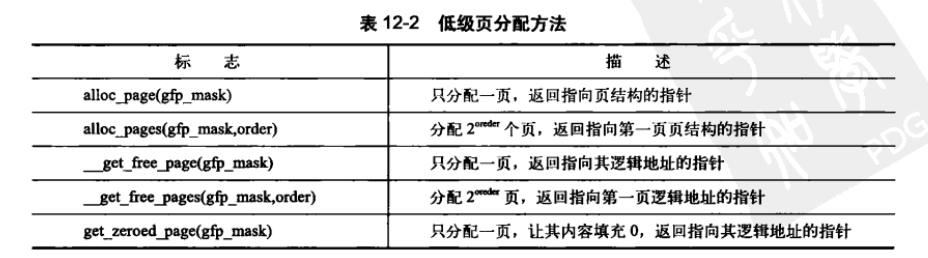 表 12-2 低级页分配方法
标 志 描 述
alloc_page(gfp_mask) 只分配一页，返回指向页结构的指针
alloc_pages(gfp_mask,order) 分配 2^oreder 个页，返回指向第一页页结构的指针
__get_free_page(gfp_mask) 只分配一页，返回指向其逻辑地址的指针
__get_free_pages(gfp_mask,order) 分配 2^oreder 页，返回指向第一页逻辑地址的指针
get_zeroed_page(gfp_mask) 只分配一页，让其内容填充 0，返回指向其逻辑地址的指针
PDG